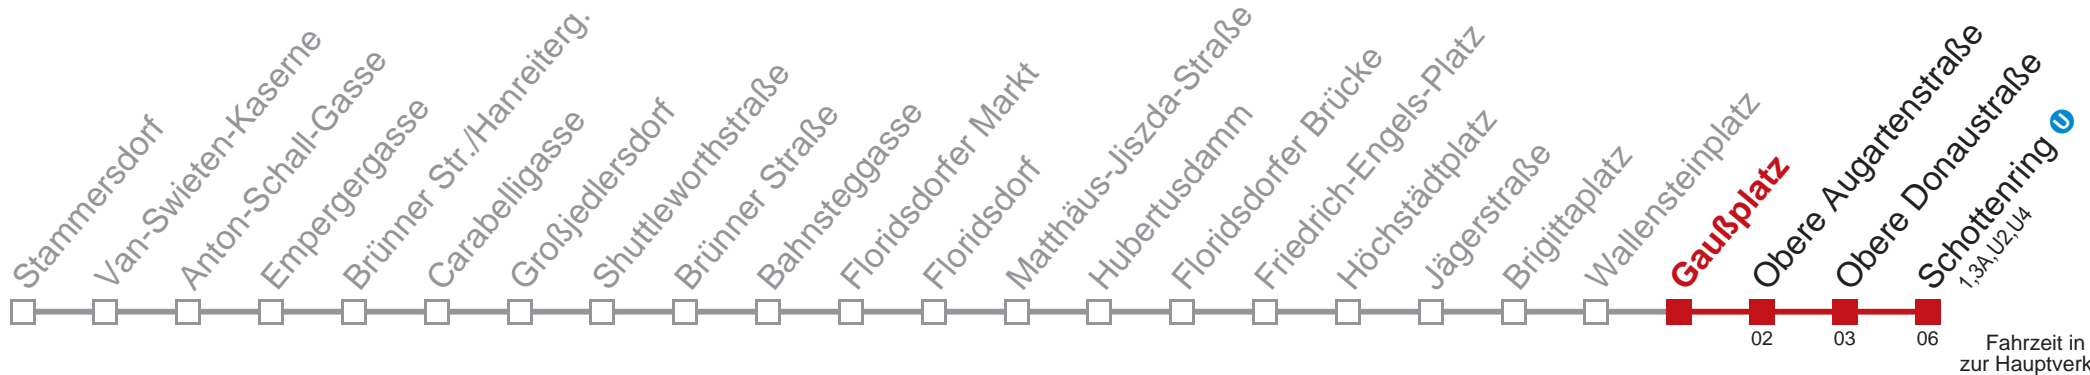 Stammersdorf
Van-Swieten-Kaserne
Anton-Schall-Gasse
Empergergasse
Brünner Str./Hanreiterg.
Carabelligasse
Großjedlersdorf
Shuttleworthstraße
Brünner Straße
Bahnsteggasse
Floridsdorfer Markt
Floridsdorf
Matthäus-Jiszda-Straße
Hubertusdamm
Floridsdorfer Brücke
Friedrich-Engels-Platz
Höchstädtplatz
Jägerstraße
Brigittaplatz
Wallensteinplatz
Gaußplatz
Obere Augartenstraße
Obere Donaustraße
Schottenring U
1,3A,U2,U4
02
03
06
Fahrzeit in
zur Hauptverk